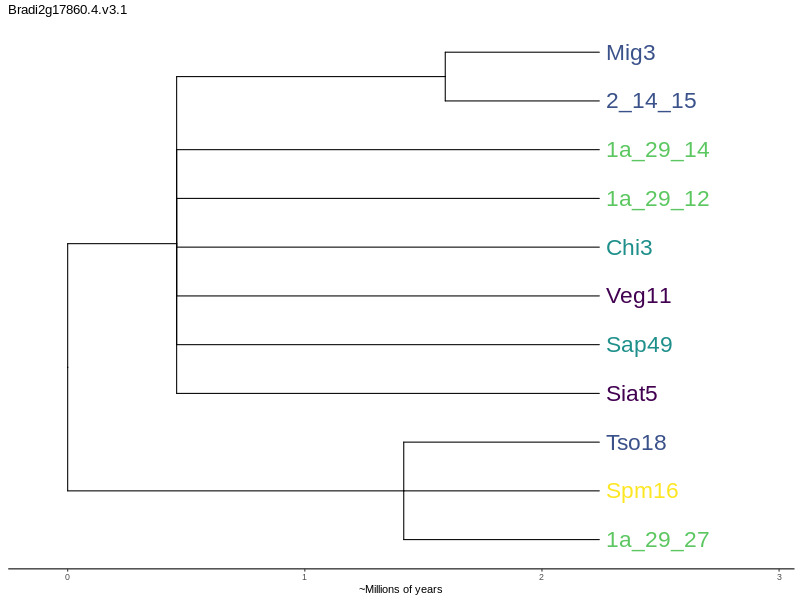 Bradi2g17860.4.v3.1
Mig3
2_14_15
1a_29_14
1a_29_12
Chi3
Veg11
Sap49
Siat5
Tso18
Spm16
1a_29_27
0 1 2 3
~Millions of years